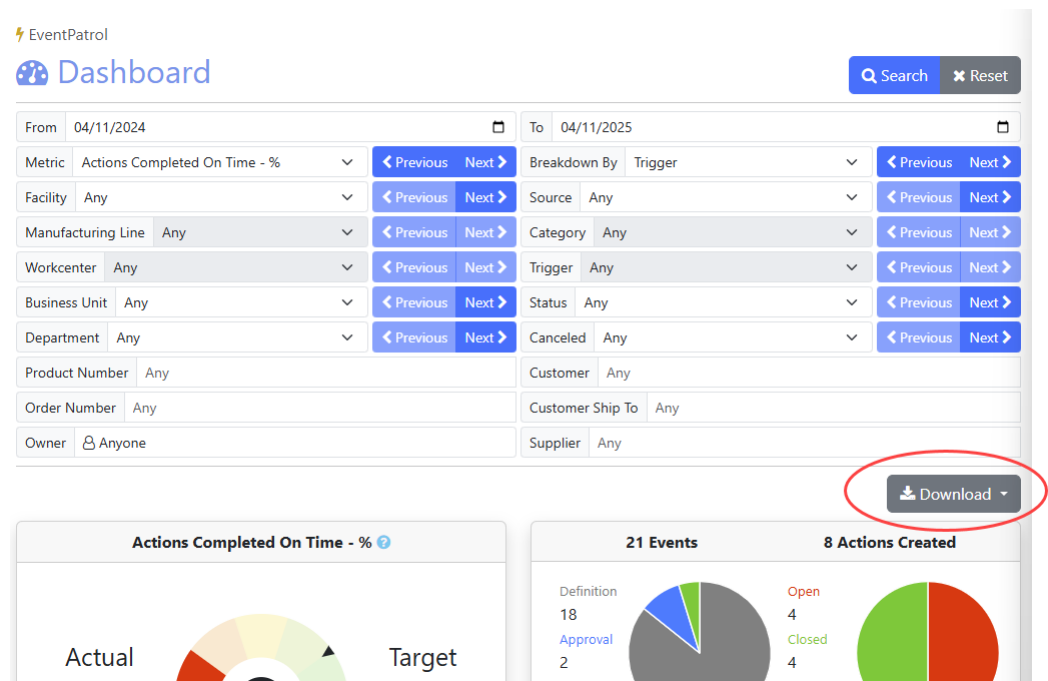 EventPatrol
Dashboard
Search Reset
From 04/11/2024 To 04/11/2025
Metric Actions Completed On Time - % Previous Next Breakdown By Trigger Previous Next
Facility Any Previous Next Source Any Previous Next
Manufacturing Line Any Previous Next Category Any Previous Next
Workcenter Any Previous Next Trigger Any Previous Next
Business Unit Any Previous Next Status Any Previous Next
Department Any Previous Next Canceled Any Previous Next
Product Number Any Customer Any
Order Number Any Customer Ship To Any
Owner Anyone Supplier Any
Download
Actions Completed On Time - % ?
21 Events 8 Actions Created
Definition Open
18 4
Approval Closed
2 4
Actual Target